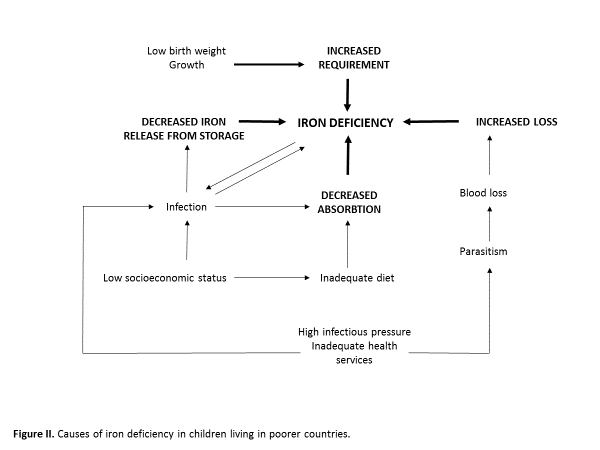 Low birth weight
Growth
INCREASED
REQUIREMENT
DECREASED IRON
RELEASE FROM STORAGE
IRON DEFICIENCY
INCREASED LOSS
Infection
DECREASED
ABSORBTION
Blood loss
Parasitism
Low socioeconomic status
Inadequate diet
High infectious pressure
Inadequate health
services
Figure II. Causes of iron deficiency in children living in poorer countries.